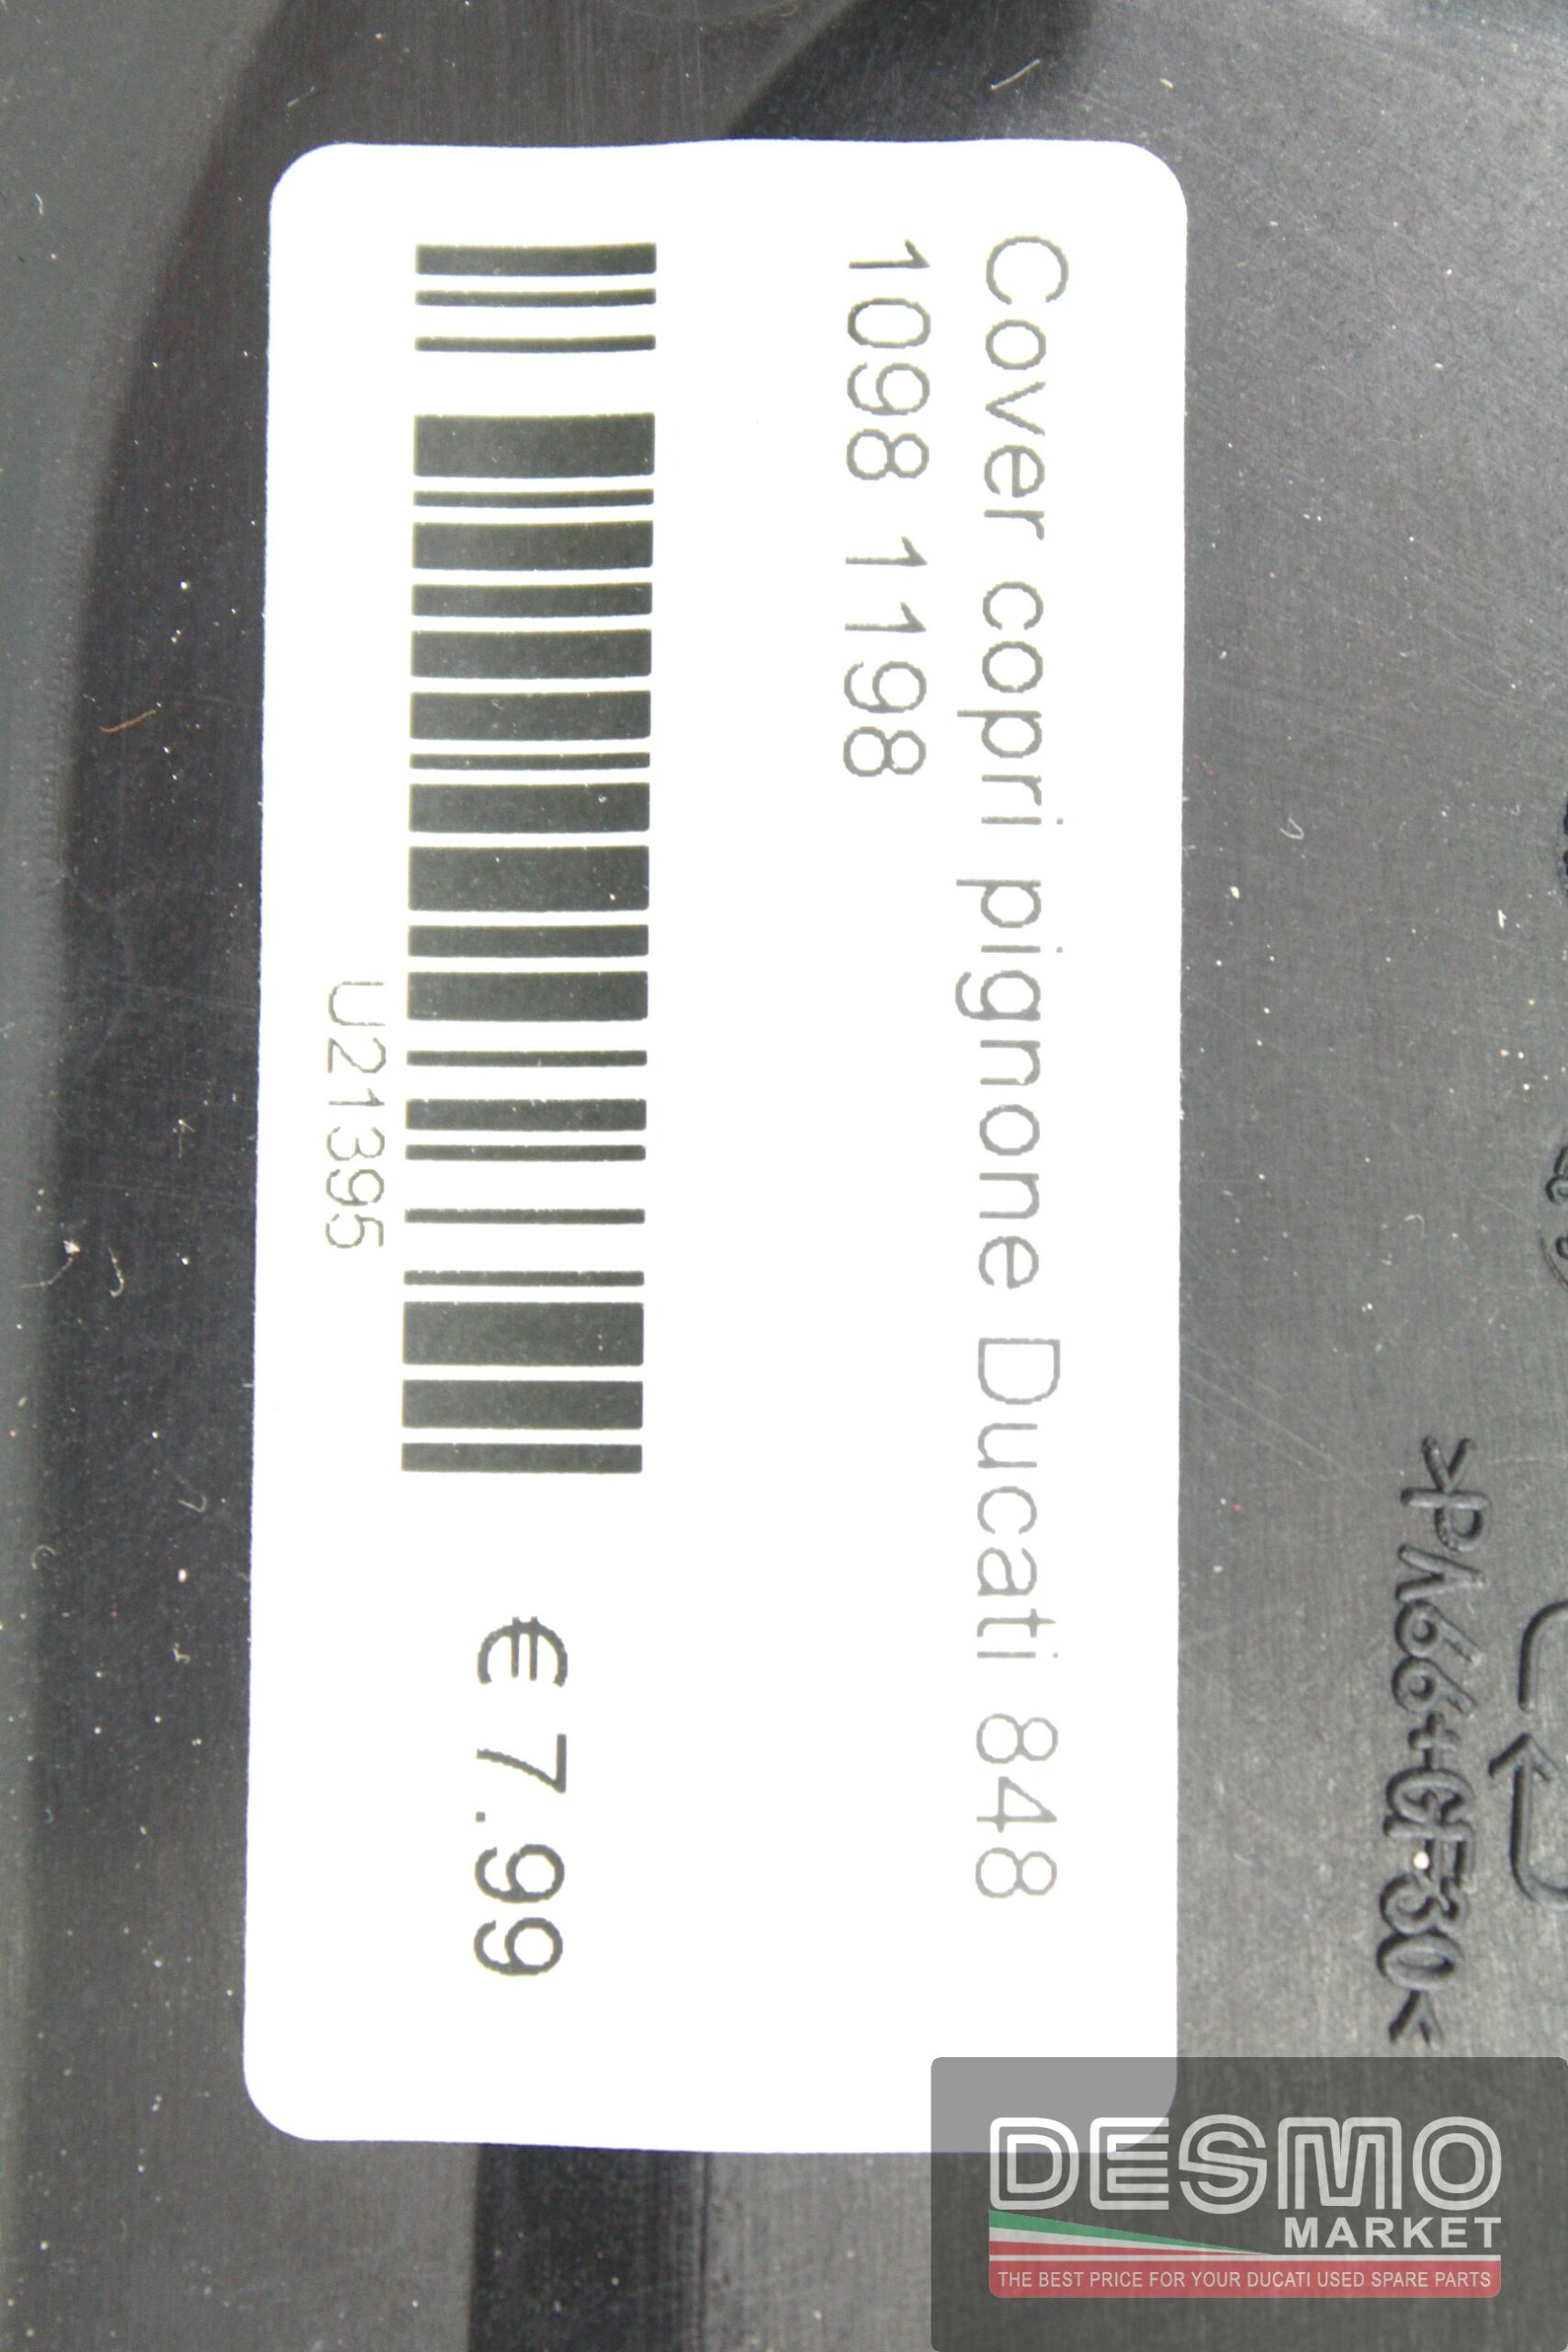 Cover copri pignone Ducati 848
1098 1198
U21395
€ 7.99
>PA66+GF30<
DESMO
MARKET
THE BEST PRICE FOR YOUR DUCATI USED SPARE PARTS